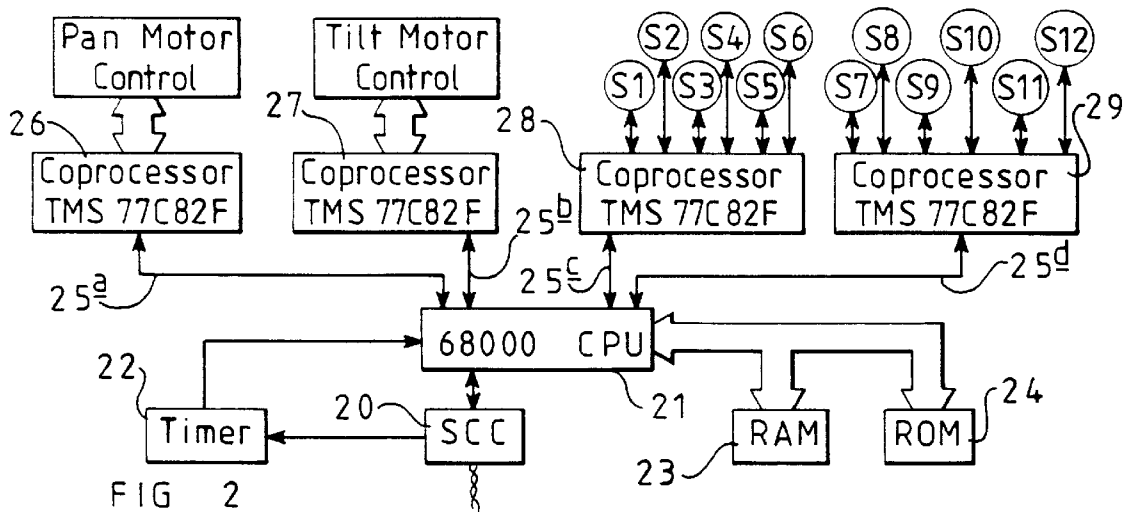 Pan Motor
Control
Tilt Motor
Control
S1
S2
S3
S4
S5
S6
S7
S8
S9
S10
S11
S12
26
27
28
29
Coprocessor
TMS 77C82F
Coprocessor
TMS 77C82F
Coprocessor
TMS 77C82F
Coprocessor
TMS 77C82F
25a
25b
25c
25d
68000 CPU
22
20
21
24
Timer
SCC
RAM
ROM
23
FIG 2